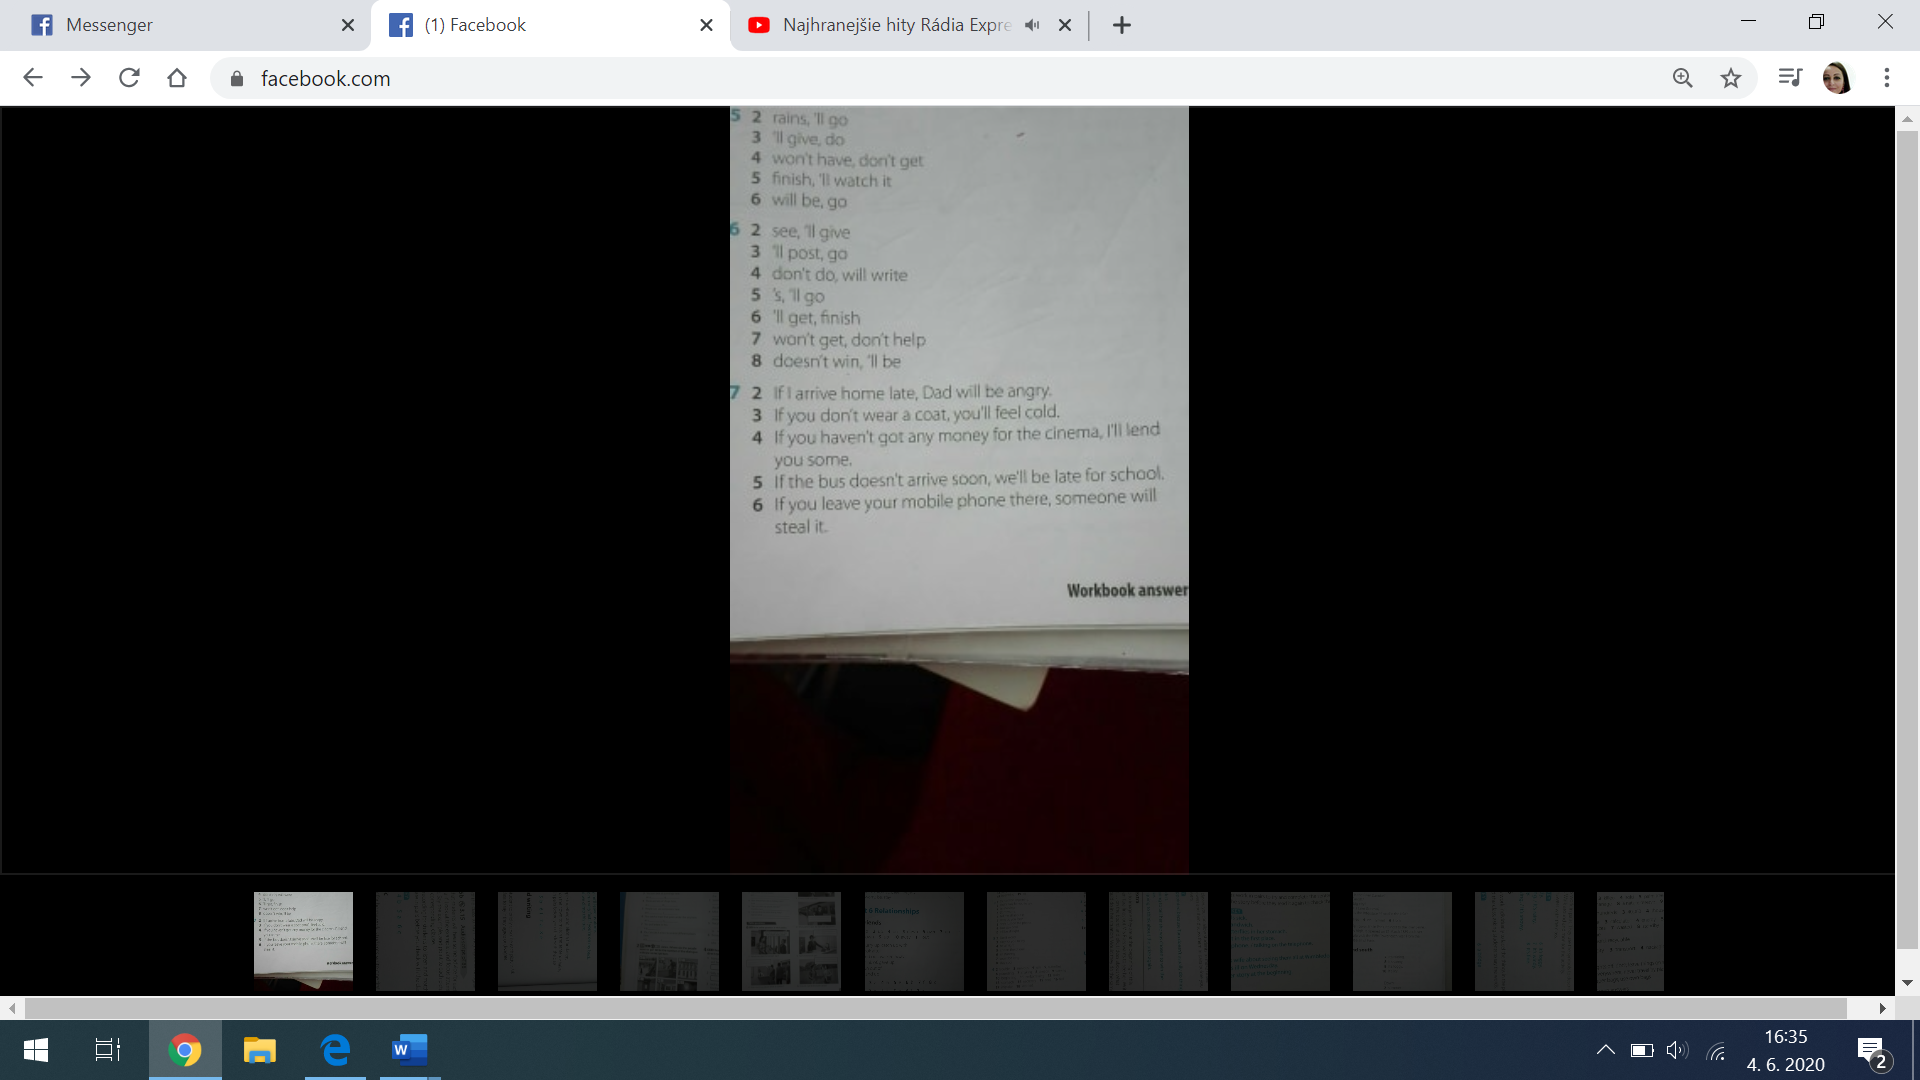 Messenger
(1) Facebook
Najhranejšie hity Rádia Expre
facebook.com
5 2 rains, 'll go
3 'll give, do
4 won't have, don't get
5 finish, 'll watch it
6 will be, go
6 2 see, 'll give
3 'll post, go
4 don't do, will write
5 's, 'll go
6 'll get, finish
7 won't get, don't help
8 doesn't win, 'll be
7 2 If I arrive home late, Dad will be angry.
3 If you don't wear a coat, you'll feel cold.
4 If you haven't got any money for the cinema, I'll lend
you some.
5 If the bus doesn't arrive soon, we'll be late for school.
6 If you leave your mobile phone there, someone will
steal it.
Workbook answer
16:35
4. 6. 2020
2